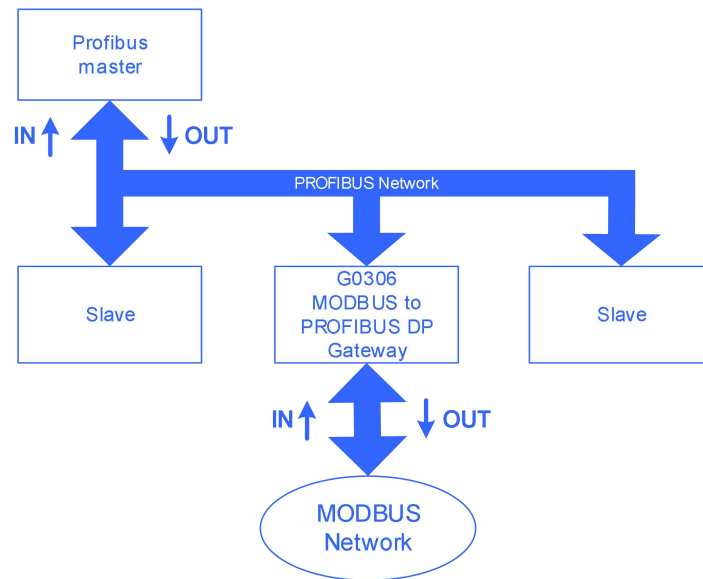 Profibus
master
IN
OUT
PROFIBUS Network
Slave
G0306
MODBUS to
PROFIBUS DP
Gateway
Slave
IN
OUT
MODBUS
Network